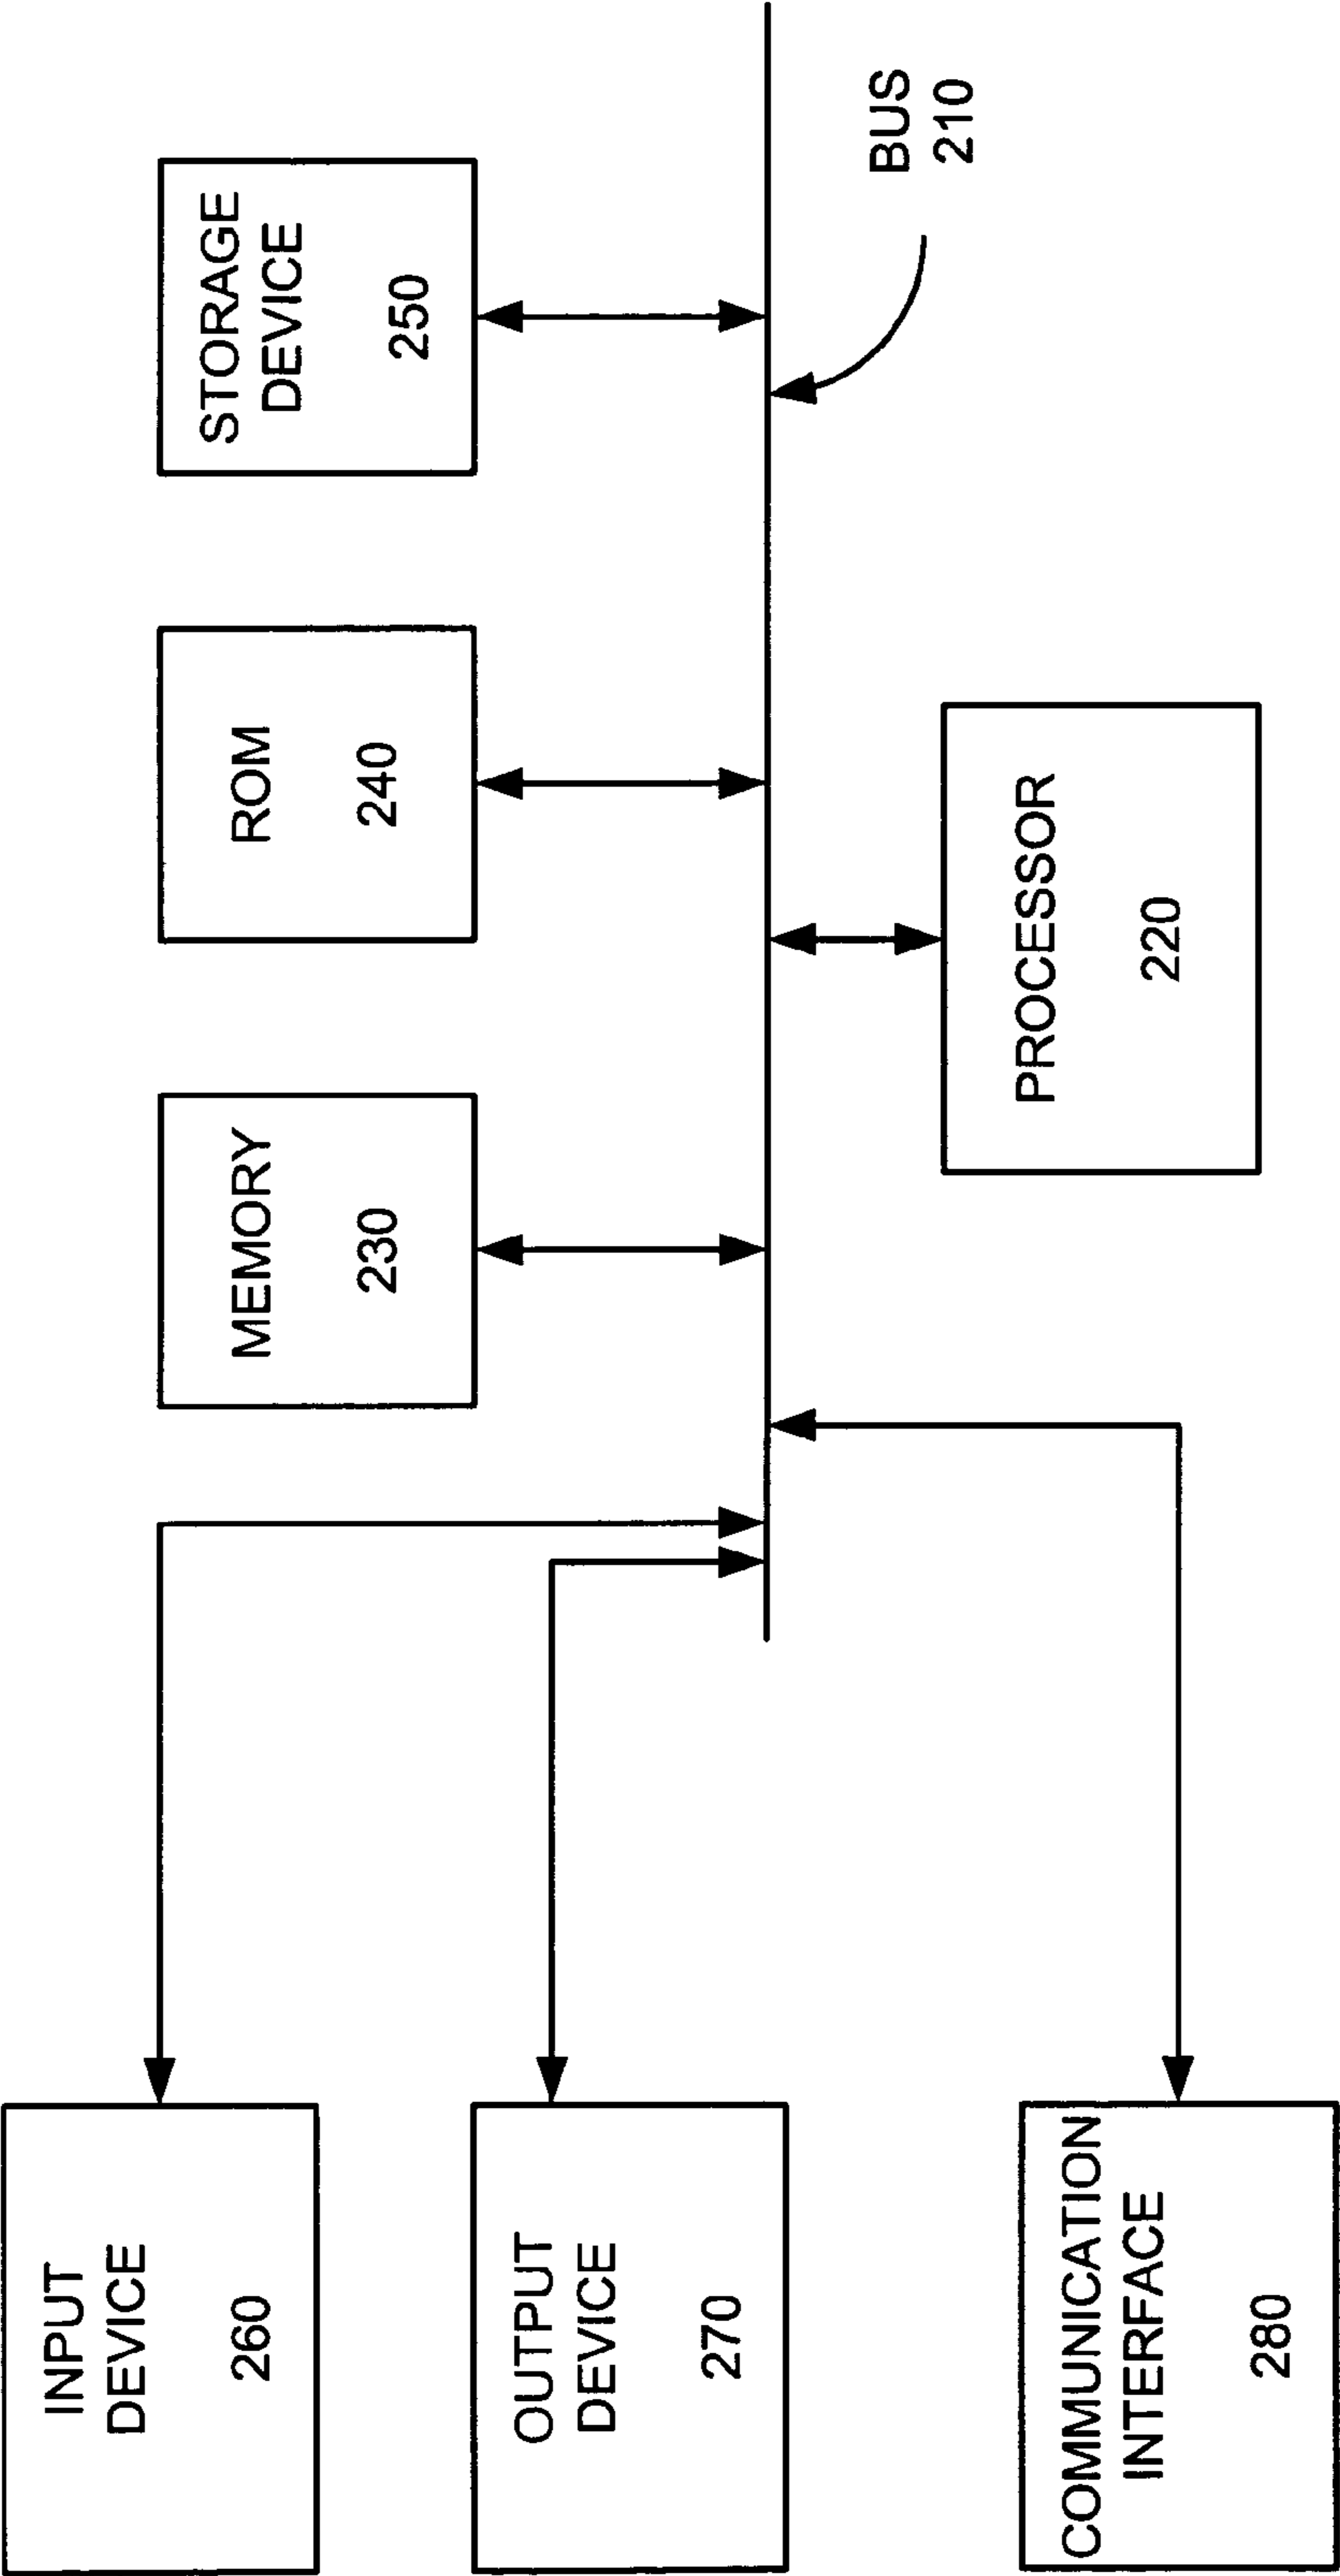 INPUT
DEVICE
260
OUTPUT
DEVICE
270
COMMUNICATION
INTERFACE
280
MEMORY
230
ROM
240
STORAGE
DEVICE
250
PROCESSOR
220
BUS
210